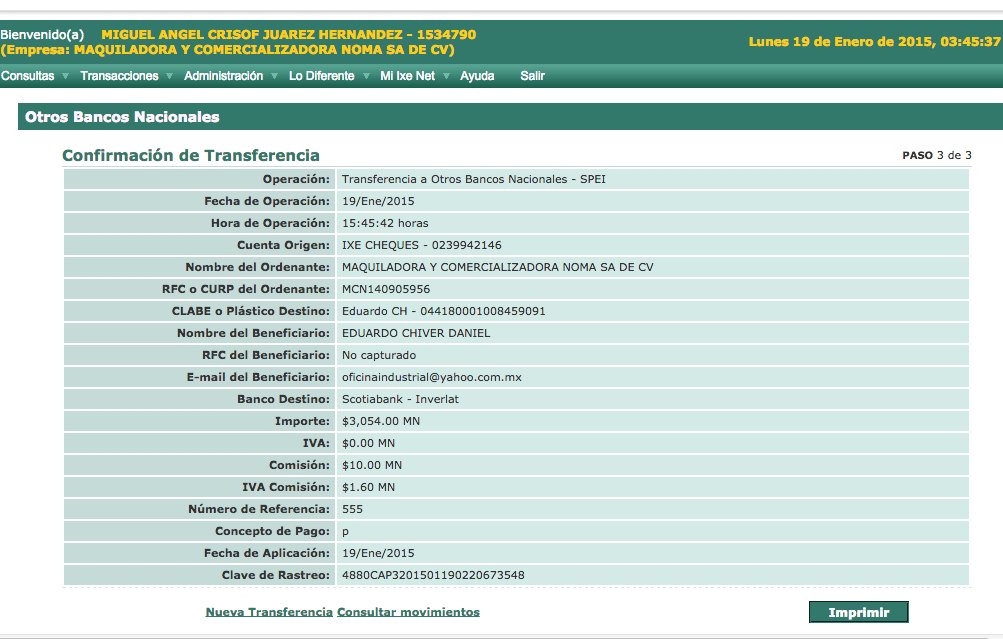 Bienvenido(a) MIGUEL ANGEL CRISOF JUAREZ HERNANDEZ - 1534790
(Empresa: MAQUILADORA Y COMERCIALIZADORA NOMA SA DE CV)
Lunes 19 de Enero de 2015, 03:45:37
Consultas Transacciones Administración Lo Diferente Mi Ixe Net Ayuda Salir
Otros Bancos Nacionales
Confirmación de Transferencia PASO 3 de 3
Operación: Transferencia a Otros Bancos Nacionales - SPEI
Fecha de Operación: 19/Ene/2015
Hora de Operación: 15:45:42 horas
Cuenta Origen: IXE CHEQUES - 0239942146
Nombre del Ordenante: MAQUILADORA Y COMERCIALIZADORA NOMA SA DE CV
RFC o CURP del Ordenante: MCN140905956
CLABE o Plástico Destino: Eduardo CH - 044180001008459091
Nombre del Beneficiario: EDUARDO CHIVER DANIEL
RFC del Beneficiario: No capturado
E-mail del Beneficiario: oficinaindustrial@yahoo.com.mx
Banco Destino: Scotiabank - Inverlat
Importe: $3,054.00 MN
IVA: $0.00 MN
Comisión: $10.00 MN
IVA Comisión: $1.60 MN
Número de Referencia: 555
Concepto de Pago: p
Fecha de Aplicación: 19/Ene/2015
Clave de Rastreo: 4880CAP3201501190220673548
Nueva Transferencia Consultar movimientos Imprimir